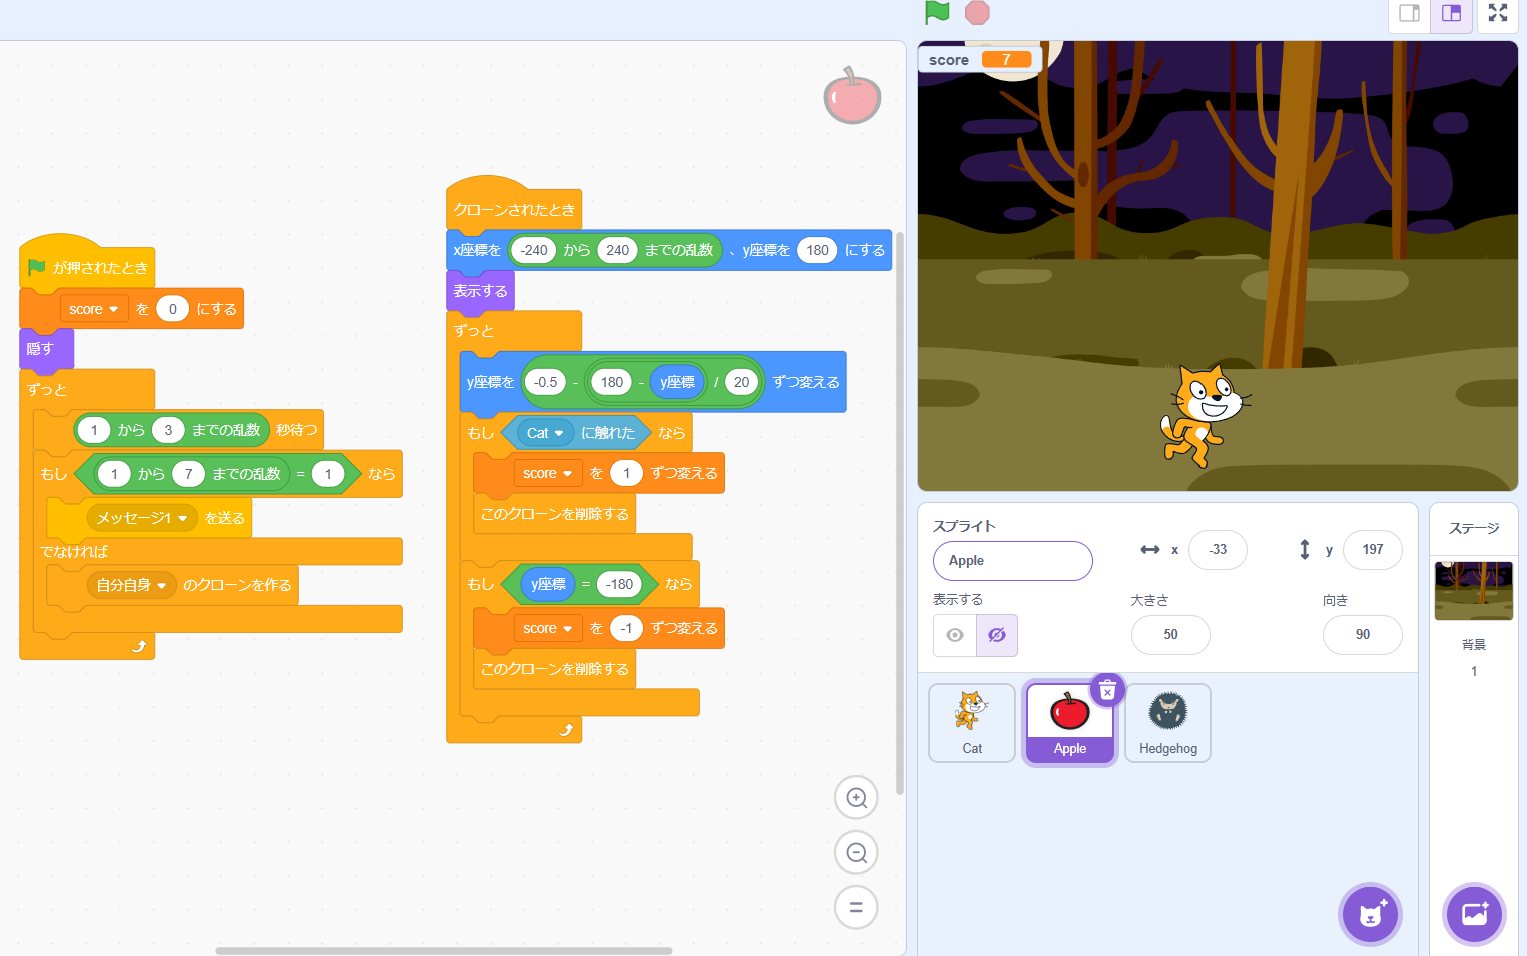 が押されたとき
score を 0 にする
隠す
ずっと
1 から 3 までの乱数 秒待つ
もし 1 から 7 までの乱数 = 1 なら
メッセージ1 を送る
でなければ
自分自身 のクローンを作る
クローンされたとき
x座標を -240 から 240 までの乱数 、y座標を 180 にする
表示する
ずっと
y座標を -0.5 - 180 - y座標 / 20 ずつ変える
もし Cat に触れた なら
score を 1 ずつ変える
このクローンを削除する
もし y座標 = -180 なら
score を -1 ずつ変える
このクローンを削除する
score 7
スプライト
Apple
x -33
y 197
表示する
大きさ
50
向き
90
Cat
Apple
Hedgehog
ステージ
背景
1